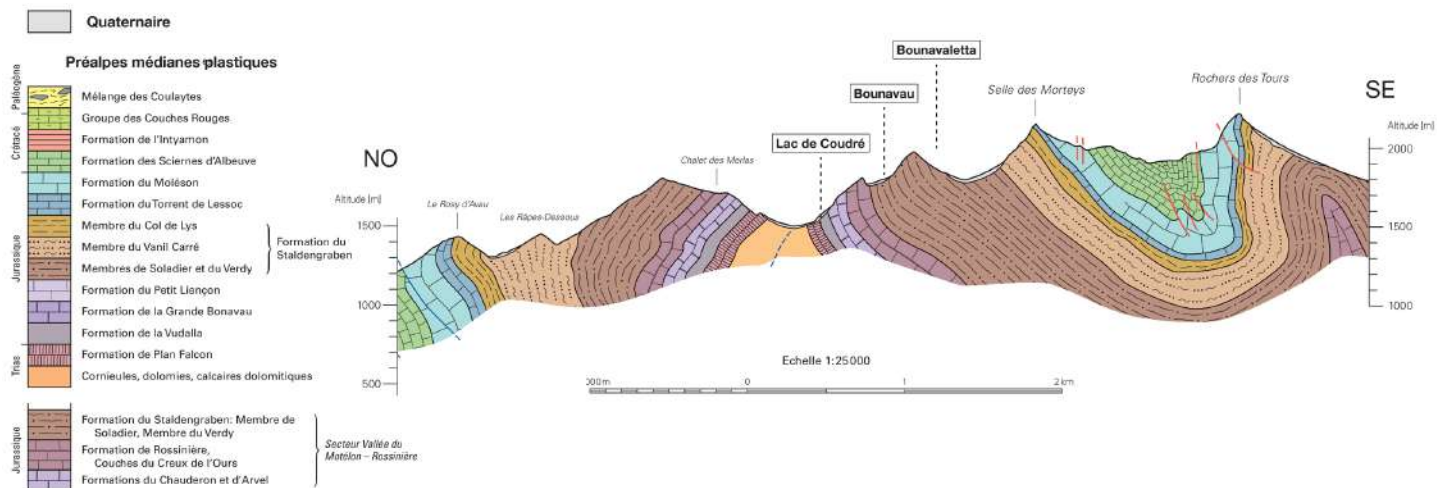 Quaternaire
Préalpes médianes plastiques
Paléogène
Crétacé
Jurassique
Trias
Mélange des Coulaytes
Groupe des Couches Rouges
Formation de l'Intyamon
Formation des Sciernes d'Albeuve
Formation du Moléson
Formation du Torrent de Lessoc
Membre du Col de Lys
Membre du Vanil Carré
Membres de Soladier et du Verdy
Formation du
Staldengraben
Formation du Petit Liençon
Formation de la Grande Bonavau
Formation de la Vudalla
Formation de Plan Falcon
Cornieules, dolomies, calcaires dolomitiques
Jurassique
Formation du Staldengraben: Membre de
Soladier, Membre du Verdy
Formation de Rossinière,
Couches du Creux de l'Ours
Formations du Chauderon et d'Arvel
Secteur Vallée du
Motélon – Rossinière
NO
Altitude [m]
1500
1000
500
Le Rosy d'Avau
Les Râpes-Dessous
Chalet des Morlas
Lac de Coudré
Bounavau
Bounavaletta
Selle des Morteys
Rochers des Tours
SE
Altitude [m]
2000
1500
1000
Echelle 1:25000
000 m
0
1
2 km